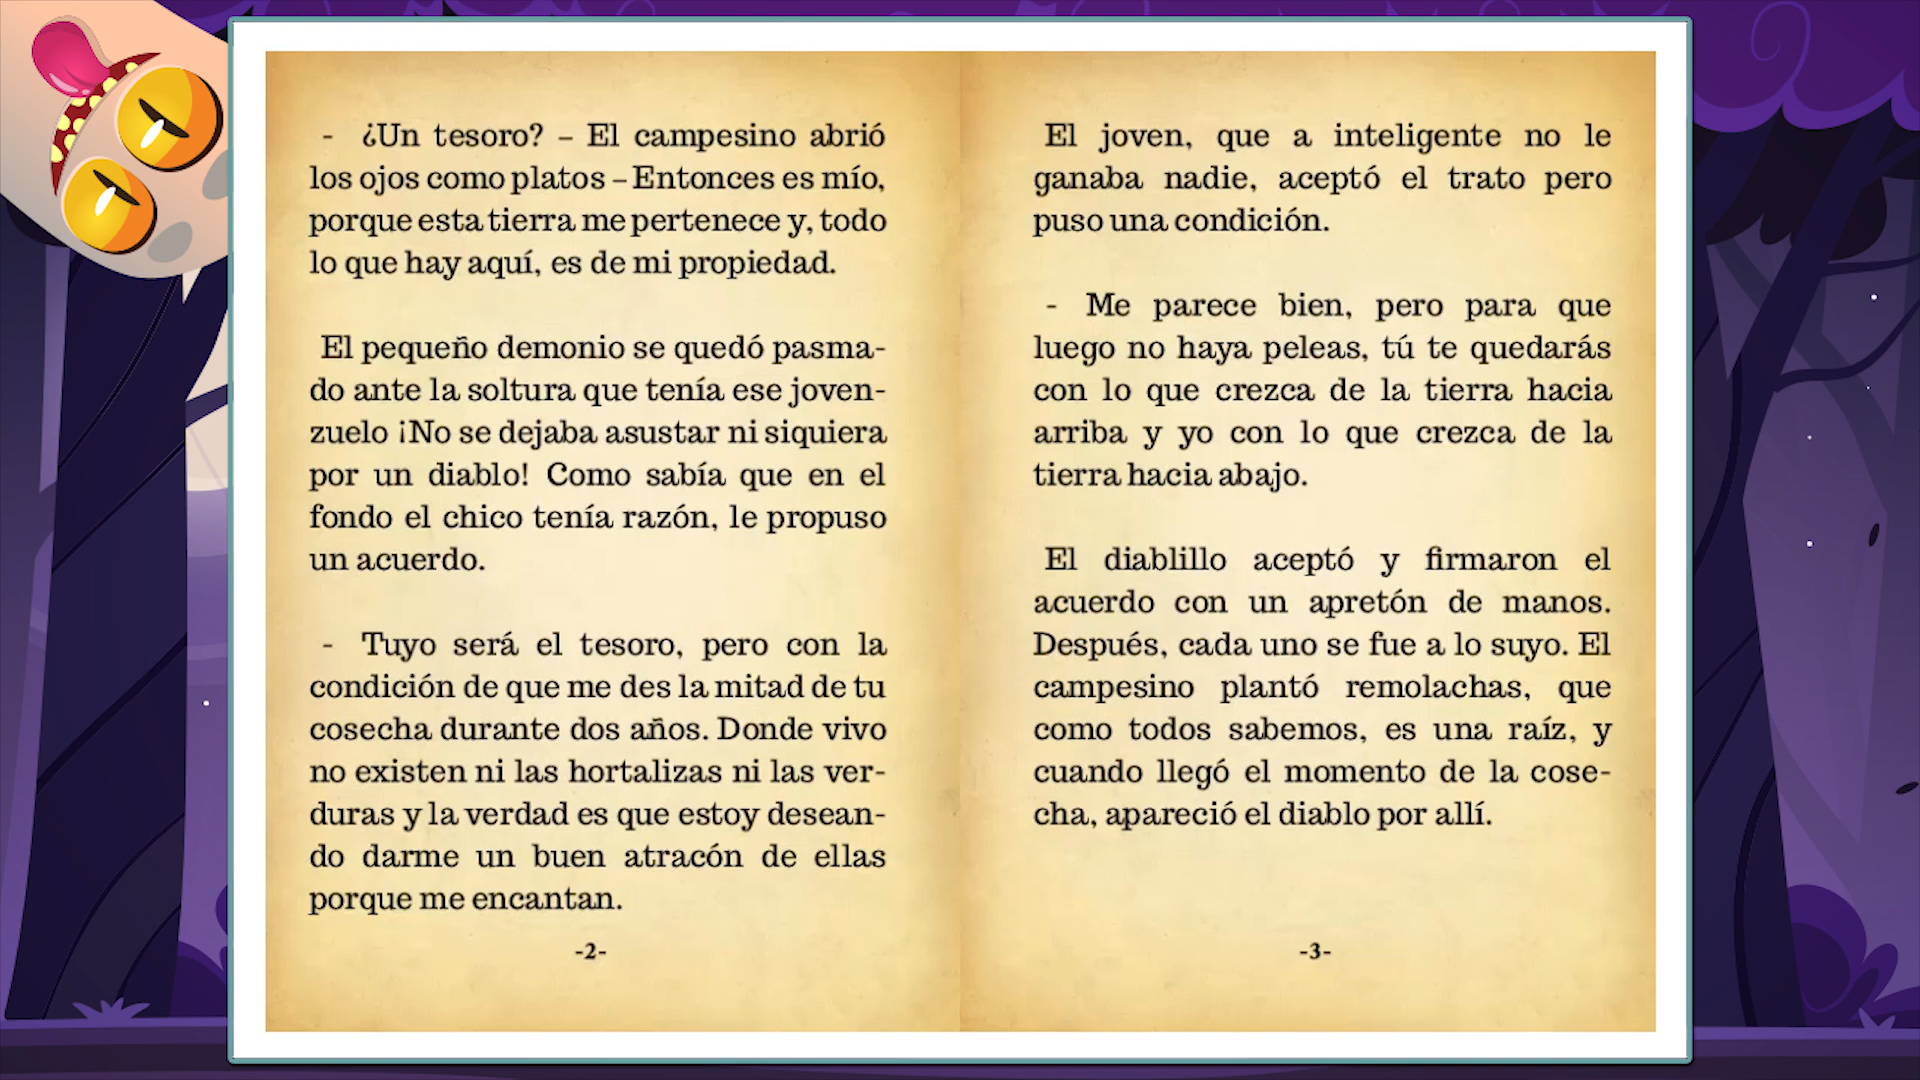 - ¿Un tesoro? – El campesino abrió
los ojos como platos – Entonces es mío,
porque esta tierra me pertenece y, todo
lo que hay aquí, es de mi propiedad.
El pequeño demonio se quedó pasma-
do ante la soltura que tenía ese joven-
zuelo ¡No se dejaba asustar ni siquiera
por un diablo! Como sabía que en el
fondo el chico tenía razón, le propuso
un acuerdo.
- Tuyo será el tesoro, pero con la
condición de que me des la mitad de tu
cosecha durante dos años. Donde vivo
no existen ni las hortalizas ni las ver-
duras y la verdad es que estoy desean-
do darme un buen atracón de ellas
porque me encantan.
-2-
El joven, que a inteligente no le
ganaba nadie, aceptó el trato pero
puso una condición.
- Me parece bien, pero para que
luego no haya peleas, tú te quedarás
con lo que crezca de la tierra hacia
arriba y yo con lo que crezca de la
tierra hacia abajo.
El diablillo aceptó y firmaron el
acuerdo con un apretón de manos.
Después, cada uno se fue a lo suyo. El
campesino plantó remolachas, que
como todos sabemos, es una raíz, y
cuando llegó el momento de la cose-
cha, apareció el diablo por allí.
-3-